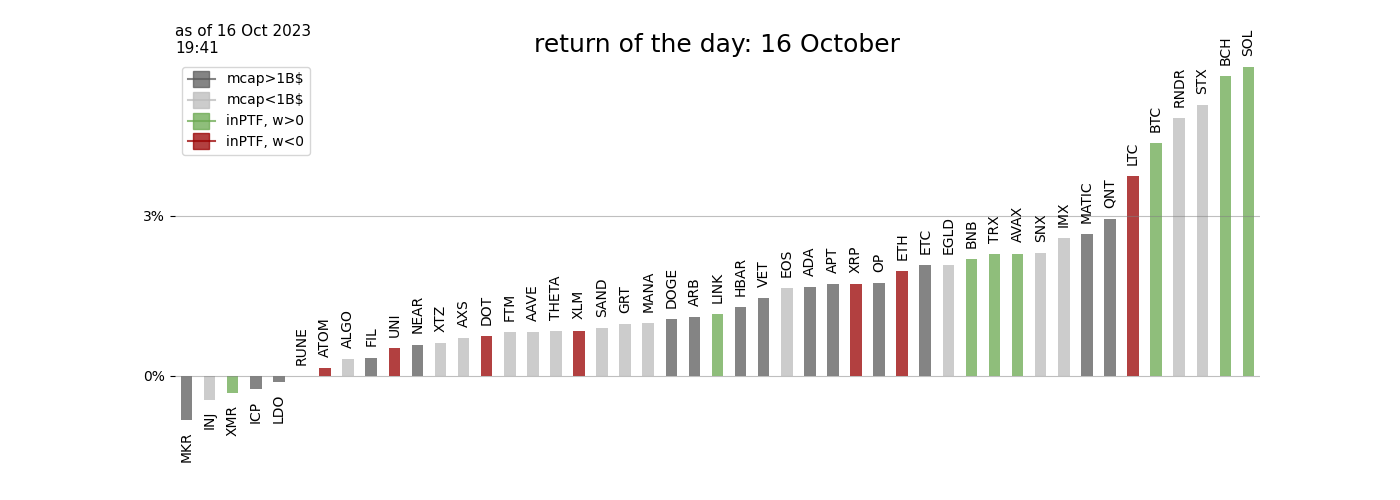 as of 16 Oct 2023
19:41
return of the day: 16 October
mcap>1B$
mcap<1B$
inPTF, w>0
inPTF, w<0
3%
0%
MKR
INJ
XMR
ICP
LDO
RUNE
ATOM
ALGO
FIL
UNI
NEAR
XTZ
AXS
DOT
FTM
AAVE
THETA
XLM
SAND
GRT
MANA
DOGE
ARB
LINK
HBAR
VET
EOS
ADA
APT
XRP
OP
ETH
ETC
EGLD
BNB
TRX
AVAX
SNX
IMX
MATIC
QNT
LTC
BTC
RNDR
STX
BCH
SOL